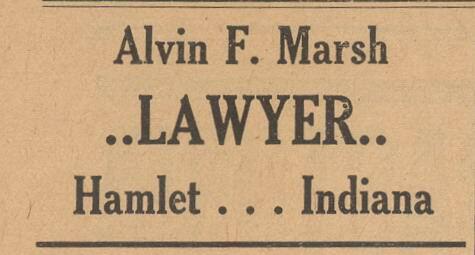 Alvin F. Marsh
..LAWYER..
Hamlet . . . Indiana